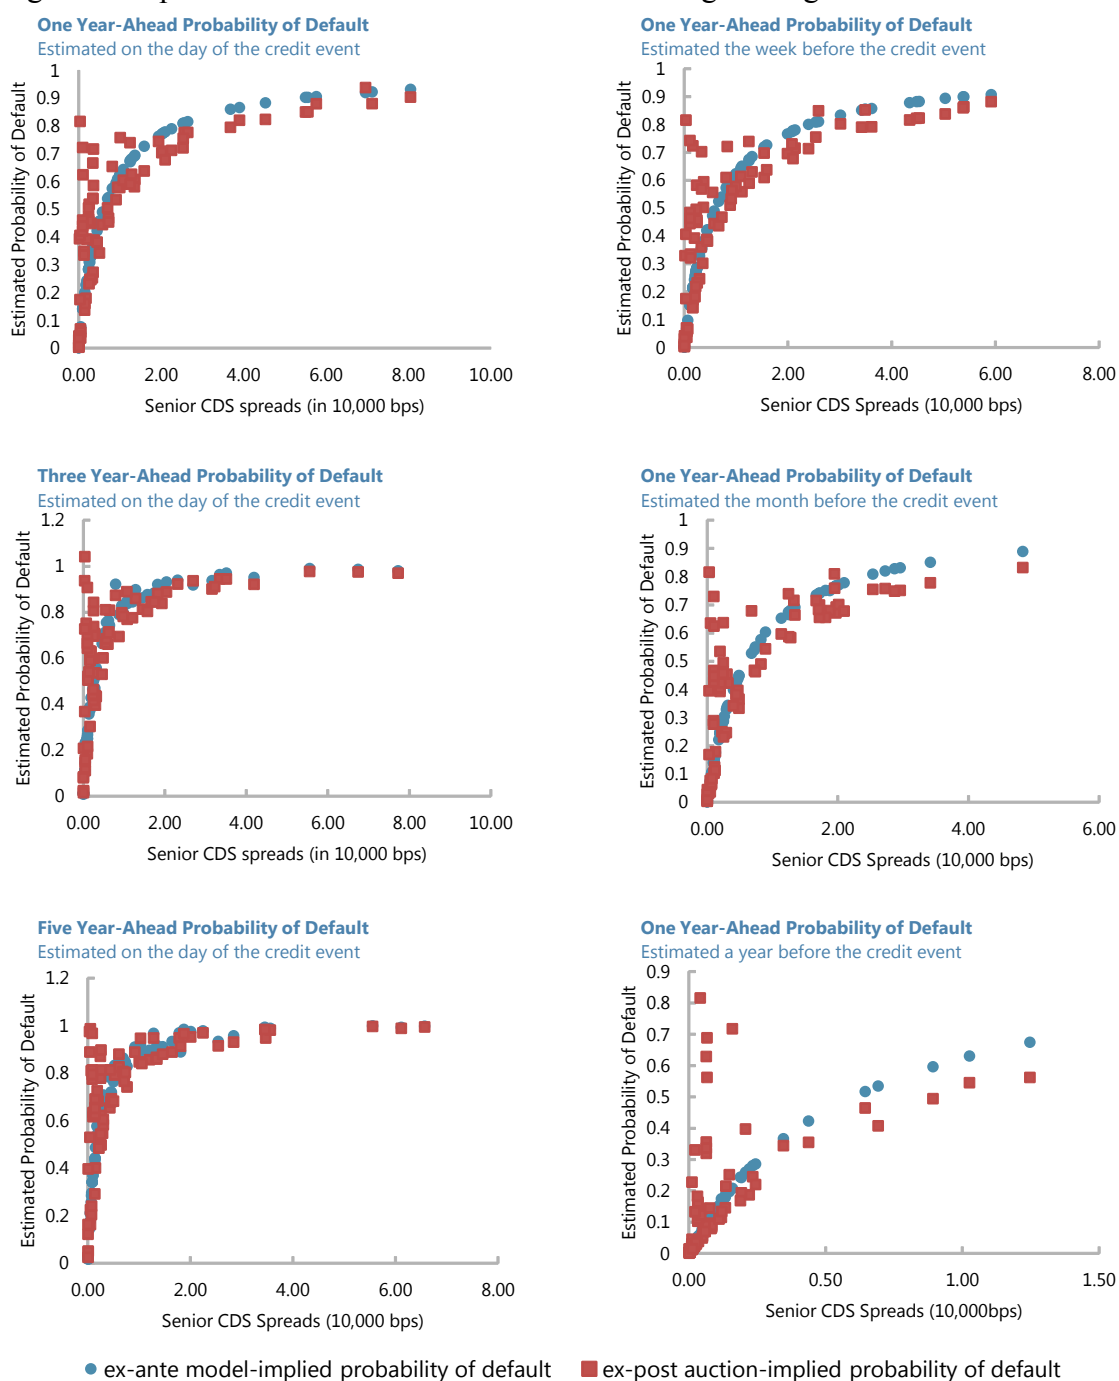 One Year-Ahead Probability of Default
Estimated on the day of the credit event
Estimated Probability of Default
1
0.9
0.8
0.7
0.6
0.5
0.4
0.3
0.2
0.1
0
0.00 2.00 4.00 6.00 8.00 10.00
Senior CDS spreads (in 10,000 bps)
One Year-Ahead Probability of Default
Estimated the week before the credit event
Estimated Probability of Default
1
0.9
0.8
0.7
0.6
0.5
0.4
0.3
0.2
0.1
0
0.00 2.00 4.00 6.00 8.00
Senior CDS Spreads (10,000 bps)
Three Year-Ahead Probability of Default
Estimated on the day of the credit event
Estimated Probability of Default
1.2
1
0.8
0.6
0.4
0.2
0
0.00 2.00 4.00 6.00 8.00 10.00
Senior CDS spreads (in 10,000 bps)
One Year-Ahead Probability of Default
Estimated the month before the credit event
Estimated Probability of Default
1
0.9
0.8
0.7
0.6
0.5
0.4
0.3
0.2
0.1
0
0.00 2.00 4.00 6.00
Senior CDS Spreads (10,000 bps)
Five Year-Ahead Probability of Default
Estimated on the day of the credit event
Estimated Probability of Default
1.2
1
0.8
0.6
0.4
0.2
0
0.00 2.00 4.00 6.00 8.00
Senior CDS Spreads (10,000 bps)
One Year-Ahead Probability of Default
Estimated a year before the credit event
Estimated Probability of Default
0.9
0.8
0.7
0.6
0.5
0.4
0.3
0.2
0.1
0
0.00 0.50 1.00 1.50
Senior CDS Spreads (10,000bps)
ex-ante model-implied probability of default ex-post auction-implied probability of default